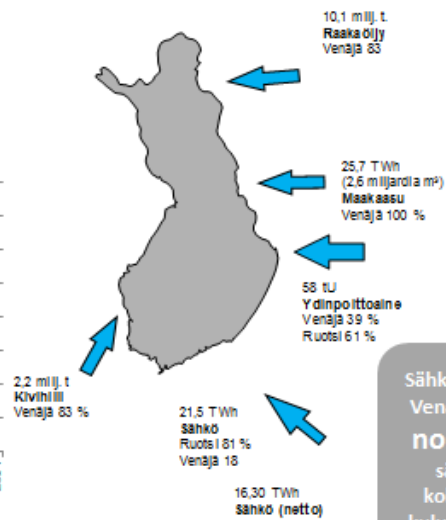 10,1 milj. t.
Raakaöljy
Venäjä 83
25,7 TWh
(2,6 miljardia m³)
Maakaasu
Venäjä 100 %
58 tU
Ydinpolttoaine
Venäjä 39 %
Ruotsi 61 %
2,2 milj. t
Kivihiili
Venäjä 83 %
21,5 TWh
Sähkö
Ruotsi 81 %
Venäjä 18
16,30 TWh
Sähkö (netto)
Sähk
Ven
no
s
ko